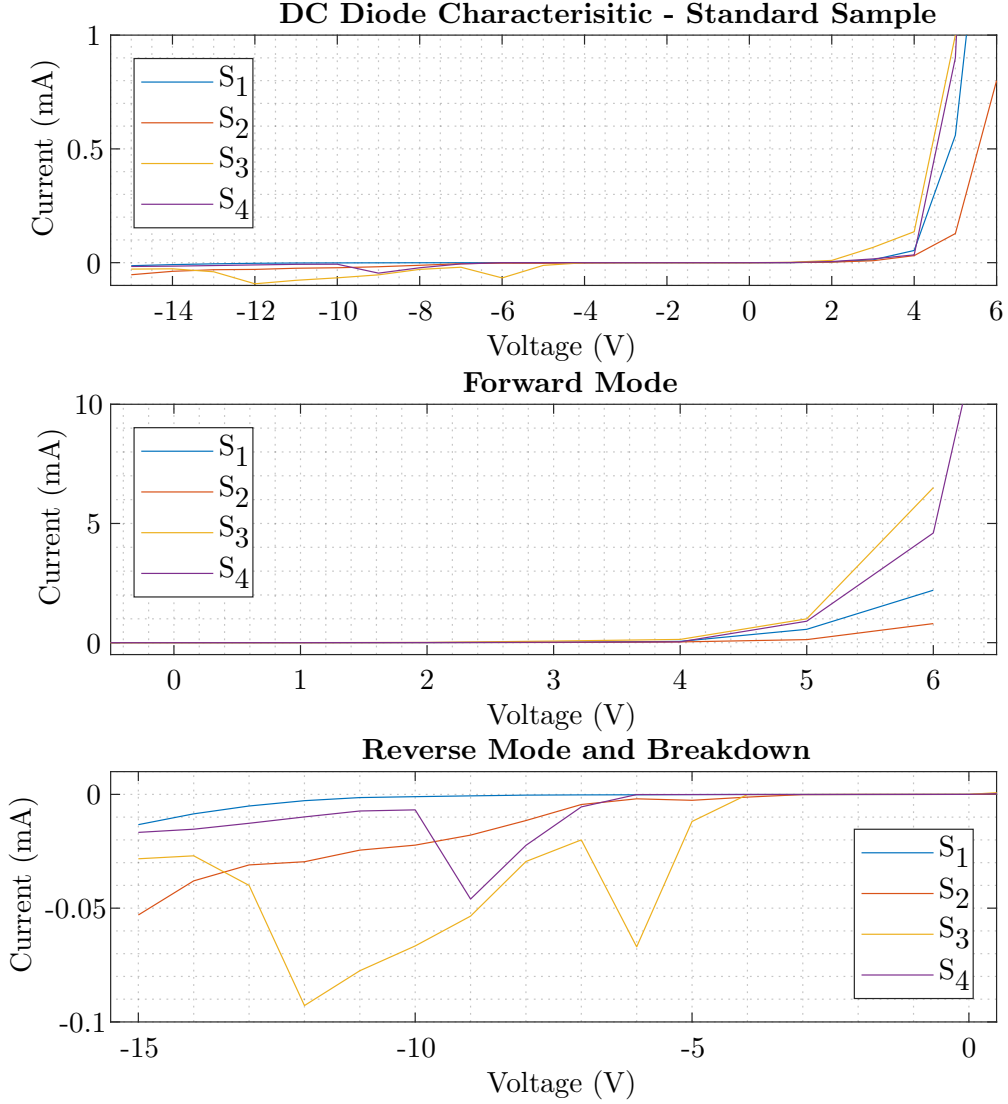 DC Diode Characterisitic - Standard Sample
Current (mA)
1
0.5
0
S1
S2
S3
S4
-14 -12 -10 -8 -6 -4 -2 0 2 4 6
Voltage (V)
Forward Mode
Current (mA)
10
5
0
S1
S2
S3
S4
0 1 2 3 4 5 6
Voltage (V)
Reverse Mode and Breakdown
Current (mA)
0
-0.05
-0.1
S1
S2
S3
S4
-15 -10 -5 0
Voltage (V)